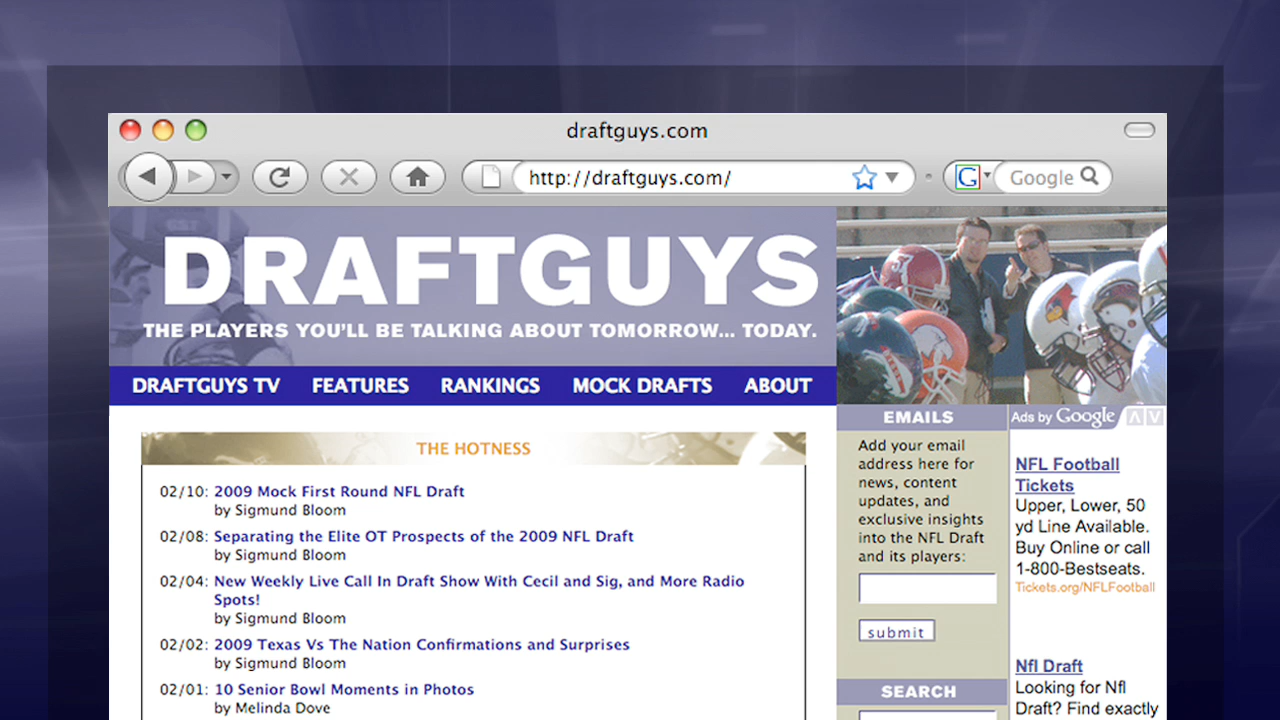 draftguys.com
http://draftguys.com/
G
Google
DRAFTGUYS
THE PLAYERS YOU'LL BE TALKING ABOUT TOMORROW... TODAY.
DRAFTGUYS TV FEATURES RANKINGS MOCK DRAFTS ABOUT
THE HOTNESS
02/10: 2009 Mock First Round NFL Draft
by Sigmund Bloom
02/08: Separating the Elite OT Prospects of the 2009 NFL Draft
by Sigmund Bloom
02/04: New Weekly Live Call In Draft Show With Cecil and Sig, and More Radio
Spots!
by Sigmund Bloom
02/02: 2009 Texas Vs The Nation Confirmations and Surprises
by Sigmund Bloom
02/01: 10 Senior Bowl Moments in Photos
by Melinda Dove
EMAILS
Add your email
address here for
news, content
updates, and
exclusive insights
into the NFL Draft
and its players:
submit
SEARCH
Ads by Google
NFL Football
Tickets
Upper, Lower, 50
yd Line Available.
Buy Online or call
1-800-Bestseats.
Tickets.org/NFLFootball
Nfl Draft
Looking for Nfl
Draft? Find exactly